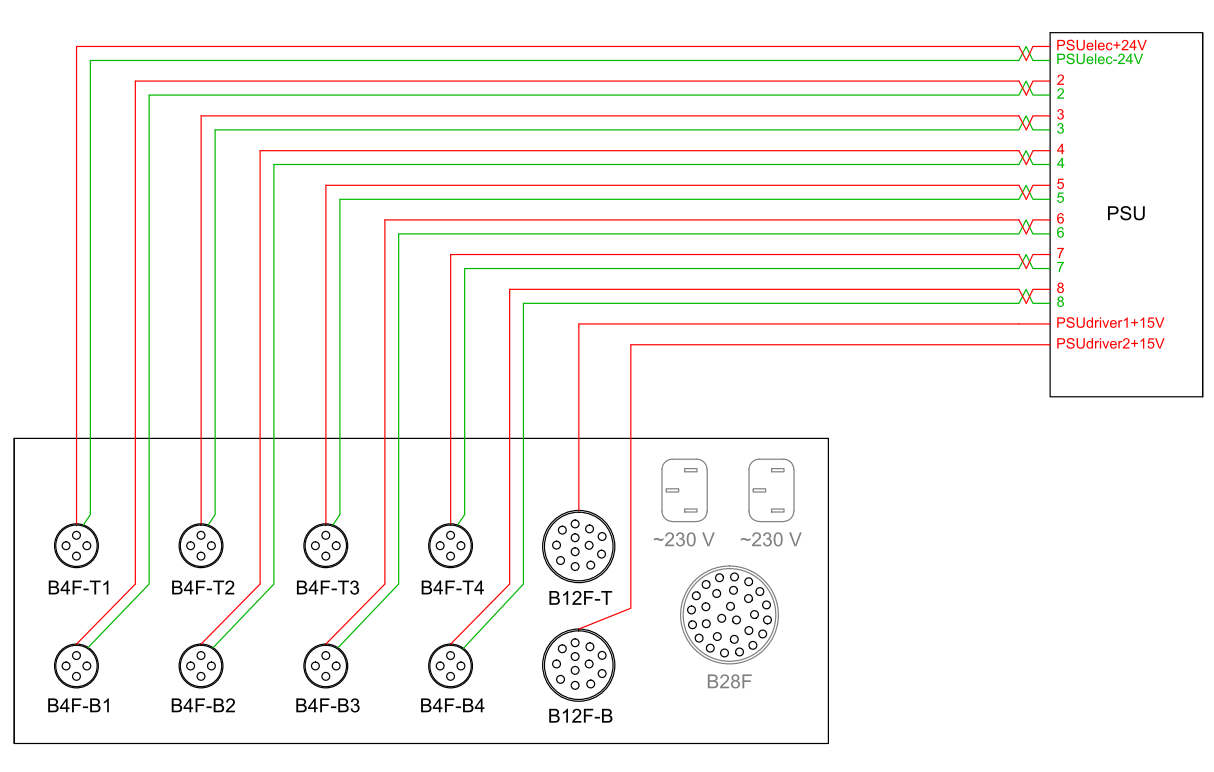 PSUelec+24V
PSUelec-24V
2
2
3
3
4
4
5
5
PSU
6
6
7
7
8
8
PSUdriver1+15V
PSUdriver2+15V
~230 V
~230 V
B4F-T1
B4F-T2
B4F-T3
B4F-T4
B12F-T
B28F
B4F-B1
B4F-B2
B4F-B3
B4F-B4
B12F-B